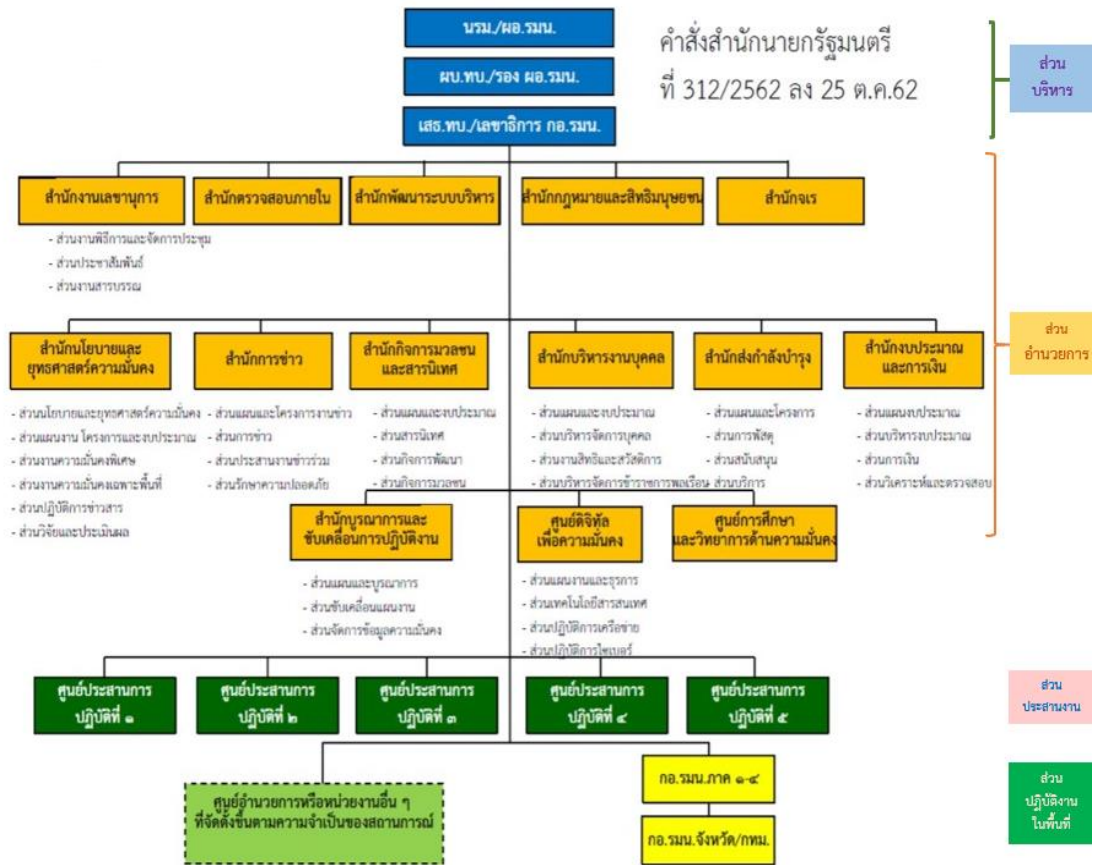 นรม./ผอ.รมน.
ผบ.ทบ./รอง ผอ.รมน.
เสธ.ทบ./เลขาธิการ กอ.รมน.
คำสั่งสำนักนายกรัฐมนตรี
ที่ 312/2562 ลง 25 ต.ค.62
ส่วน
บริหาร
สำนักงานเลขานุการ
- ส่วนงานพิธีการและจัดการประชุม
- ส่วนประชาสัมพันธ์
- ส่วนงานสารบรรณ
สำนักตรวจสอบภายใน
สำนักพัฒนาระบบบริหาร
สำนักกฎหมายและสิทธิมนุษยชน
สำนักจเร
สำนักนโยบายและ
ยุทธศาสตร์ความมั่นคง
- ส่วนนโยบายและยุทธศาสตร์ความมั่นคง
- ส่วนแผนงาน โครงการและงบประมาณ
- ส่วนงานความมั่นคงพิเศษ
- ส่วนงานความมั่นคงเฉพาะพื้นที่
- ส่วนปฏิบัติการข่าวสาร
- ส่วนวิจัยและประเมินผล
สำนักการข่าว
- ส่วนแผนและโครงการงานข่าว
- ส่วนการข่าว
- ส่วนประสานงานข่าวร่วม
- ส่วนรักษาความปลอดภัย
สำนักกิจการมวลชน
และสารนิเทศ
- ส่วนแผนและงบประมาณ
- ส่วนสารนิเทศ
- ส่วนกิจการพัฒนา
- ส่วนกิจการมวลชน
สำนักบริหารงานบุคคล
- ส่วนแผนและงบประมาณ
- ส่วนบริหารจัดการบุคคล
- ส่วนงานสิทธิและสวัสดิการ
- ส่วนบริหารจัดการข้าราชการพลเรือน
สำนักส่งกำลังบำรุง
- ส่วนแผนและโครงการ
- ส่วนการพัสดุ
- ส่วนสนับสนุน
- ส่วนบริการ
สำนักงบประมาณ
และการเงิน
- ส่วนแผนงบประมาณ
- ส่วนบริหารงบประมาณ
- ส่วนการเงิน
- ส่วนวิเคราะห์และตรวจสอบ
ส่วน
อำนวยการ
สำนักบูรณาการและ
ขับเคลื่อนการปฏิบัติงาน
- ส่วนแผนและบูรณาการ
- ส่วนขับเคลื่อนแผนงาน
- ส่วนจัดการข้อมูลความมั่นคง
ศูนย์ดิจิทัล
เพื่อความมั่นคง
- ส่วนแผนงานและธุรการ
- ส่วนเทคโนโลยีสารสนเทศ
- ส่วนปฏิบัติการเครือข่าย
- ส่วนปฏิบัติการไซเบอร์
ศูนย์การศึกษา
และวิทยาการด้านความมั่นคง
ศูนย์ประสานการ
ปฏิบัติที่ ๑
ศูนย์ประสานการ
ปฏิบัติที่ ๒
ศูนย์ประสานการ
ปฏิบัติที่ ๓
ศูนย์ประสานการ
ปฏิบัติที่ ๔
ศูนย์ประสานการ
ปฏิบัติที่ ๕
ส่วน
ประสานงาน
ศูนย์อำนวยการหรือหน่วยงานอื่น ๆ
ที่จัดตั้งขึ้นตามความจำเป็นของสถานการณ์
กอ.รมน.ภาค ๑-๔
กอ.รมน.จังหวัด/กทม.
ส่วน
ปฏิบัติงาน
ในพื้นที่